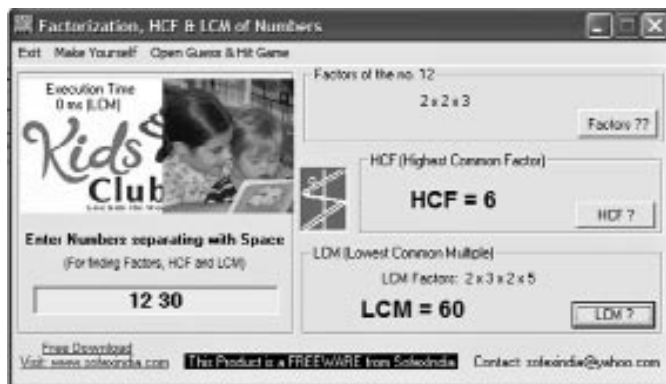 Factorization, HCF & LCM of Numbers
Exit Make Yourself Open Guess & Hit Game
Execution Time
0 ms (LCM)
Kids
Club
Enter Numbers separating with Space
(For finding Factors, HCF and LCM)
12 30
Factors of the no. 12
2 x 2 x 3
Factors ??
HCF (Highest Common Factor)
HCF = 6
HCF ?
LCM (Lowest Common Multiple)
LCM Factors: 2 x 3 x 2 x 5
LCM = 60
LCM ?
Free Download
Visit: www.sofexindia.com
This Product is a FREEWARE from SofexIndia
Contact: sofexindia@yahoo.com